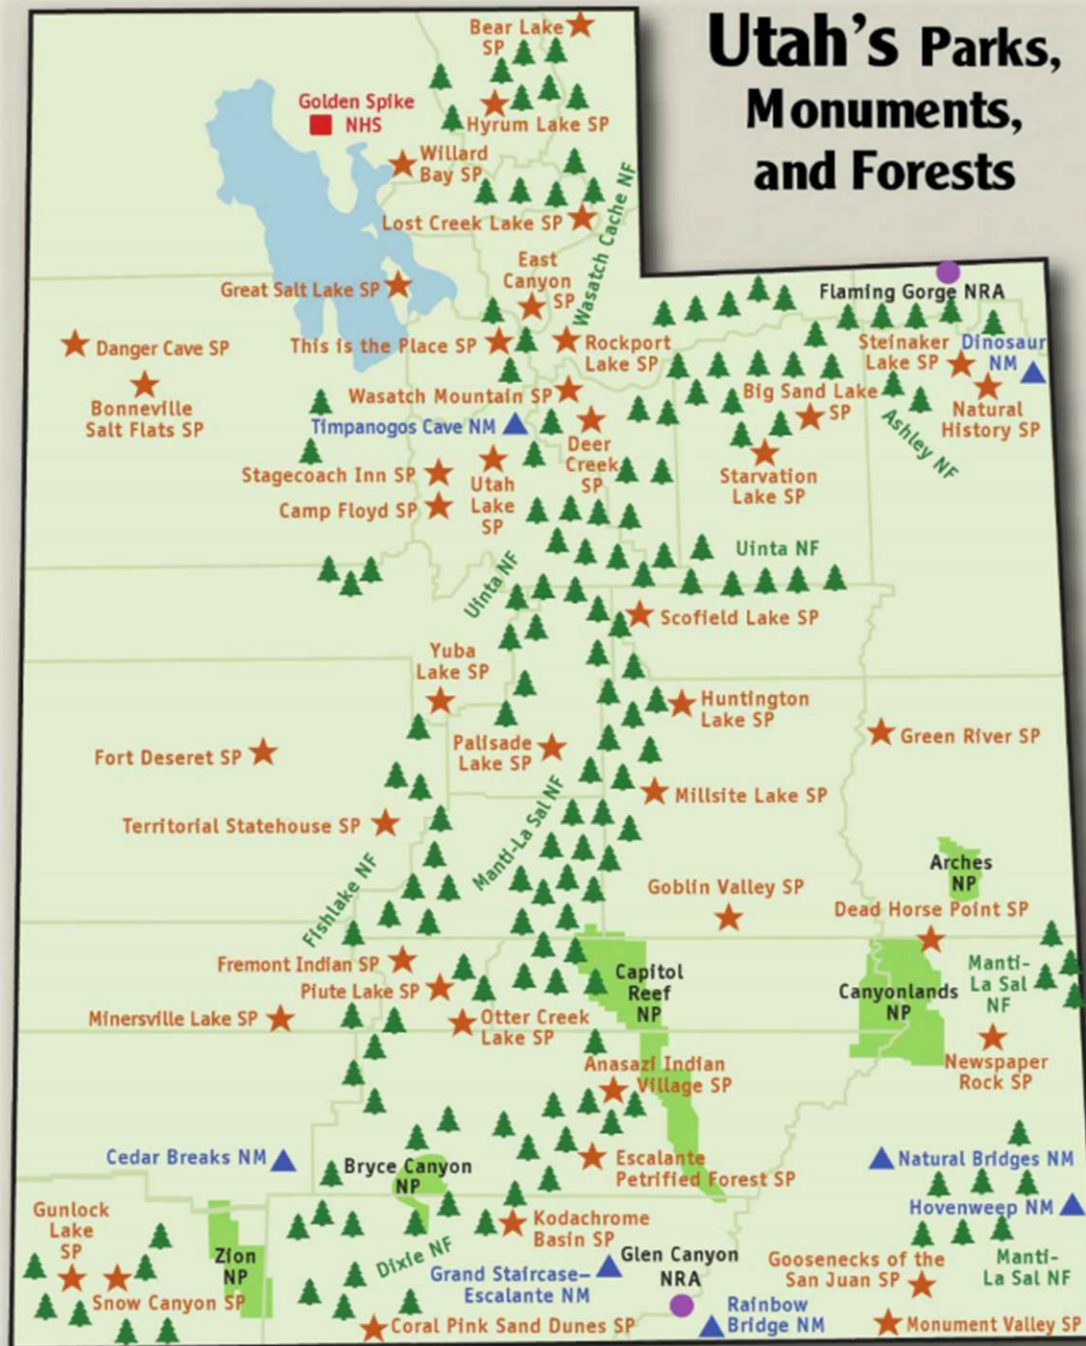 Utah's Parks,
Monuments,
and Forests
Bear Lake
SP
Golden Spike
NHS
Hyrum Lake SP
Willard
Bay SP
Wasatch Cache NF
Lost Creek Lake SP
East
Canyon
SP
Great Salt Lake SP
Flaming Gorge NRA
Danger Cave SP
This is the Place SP
Rockport
Lake SP
Steinaker
Lake SP
Dinosaur
NM
Bonneville
Salt Flats SP
Wasatch Mountain SP
Big Sand Lake
SP
Natural
History SP
Timpanogos Cave NM
Deer
Creek
SP
Ashley NF
Stagecoach Inn SP
Utah
Lake
SP
Starvation
Lake SP
Camp Floyd SP
Uinta NF
Uinta NF
Scofield Lake SP
Yuba
Lake SP
Huntington
Lake SP
Green River SP
Fort Deseret SP
Palisade
Lake SP
Millsite Lake SP
Territorial Statehouse SP
Manti-La Sal NF
Fishlake NF
Arches
NP
Goblin Valley SP
Dead Horse Point SP
Fremont Indian SP
Piute Lake SP
Capitol
Reef
NP
Canyonlands
NP
Manti-
La Sal
NF
Minersville Lake SP
Otter Creek
Lake SP
Newspaper
Rock SP
Anasazi Indian
Village SP
Cedar Breaks NM
Bryce Canyon
NP
Escalante
Petrified Forest SP
Natural Bridges NM
Hovenweep NM
Gunlock
Lake
SP
Kodachrome
Basin SP
Zion
NP
Dixie NF
Glen Canyon
NRA
Goosenecks of the
San Juan SP
Manti-
La Sal NF
Grand Staircase–
Escalante NM
Snow Canyon SP
Coral Pink Sand Dunes SP
Rainbow
Bridge NM
Monument Valley SP